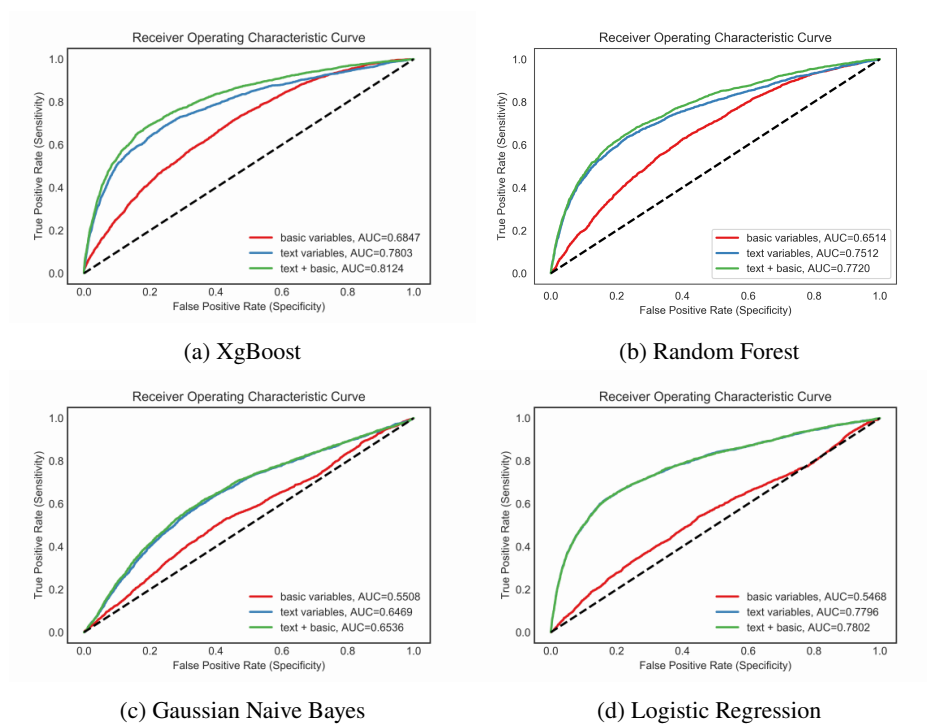 Receiver Operating Characteristic Curve
True Positive Rate (Sensitivity)
1.0
0.8
0.6
0.4
0.2
0.0
basic variables, AUC=0.6847
text variables, AUC=0.7803
text + basic, AUC=0.8124
0.0 0.2 0.4 0.6 0.8 1.0
False Positive Rate (Specificity)
(a) XgBoost
Receiver Operating Characteristic Curve
True Positive Rate (Sensitivity)
1.0
0.8
0.6
0.4
0.2
0.0
basic variables, AUC=0.6514
text variables, AUC=0.7512
text + basic, AUC=0.7720
0.0 0.2 0.4 0.6 0.8 1.0
False Positive Rate (Specificity)
(b) Random Forest
Receiver Operating Characteristic Curve
True Positive Rate (Sensitivity)
1.0
0.8
0.6
0.4
0.2
0.0
basic variables, AUC=0.5508
text variables, AUC=0.6469
text + basic, AUC=0.6536
0.0 0.2 0.4 0.6 0.8 1.0
False Positive Rate (Specificity)
(c) Gaussian Naive Bayes
Receiver Operating Characteristic Curve
True Positive Rate (Sensitivity)
1.0
0.8
0.6
0.4
0.2
0.0
basic variables, AUC=0.5468
text variables, AUC=0.7796
text + basic, AUC=0.7802
0.0 0.2 0.4 0.6 0.8 1.0
False Positive Rate (Specificity)
(d) Logistic Regression